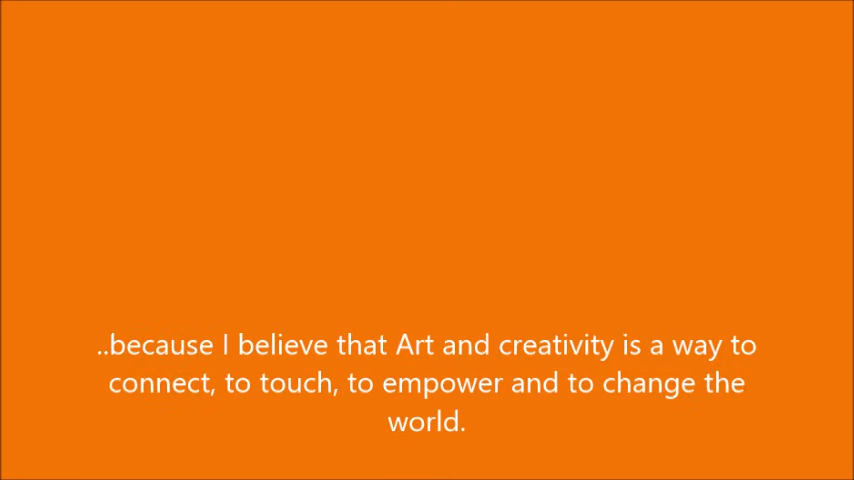 ..because I believe that Art and creativity is a way to
connect, to touch, to empower and to change the
world.